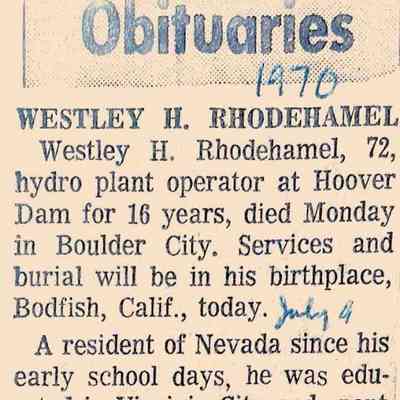 Obituaries
1970
WESTLEY H. RHODEHAMEL
Westley H. Rhodehamel, 72,
hydro plant operator at Hoover
Dam for 16 years, died Monday
in Boulder City. Services and
burial will be in his birthplace,
Bodfish, Calif., today. July 9
A resident of Nevada since his
early school days, he was edu-